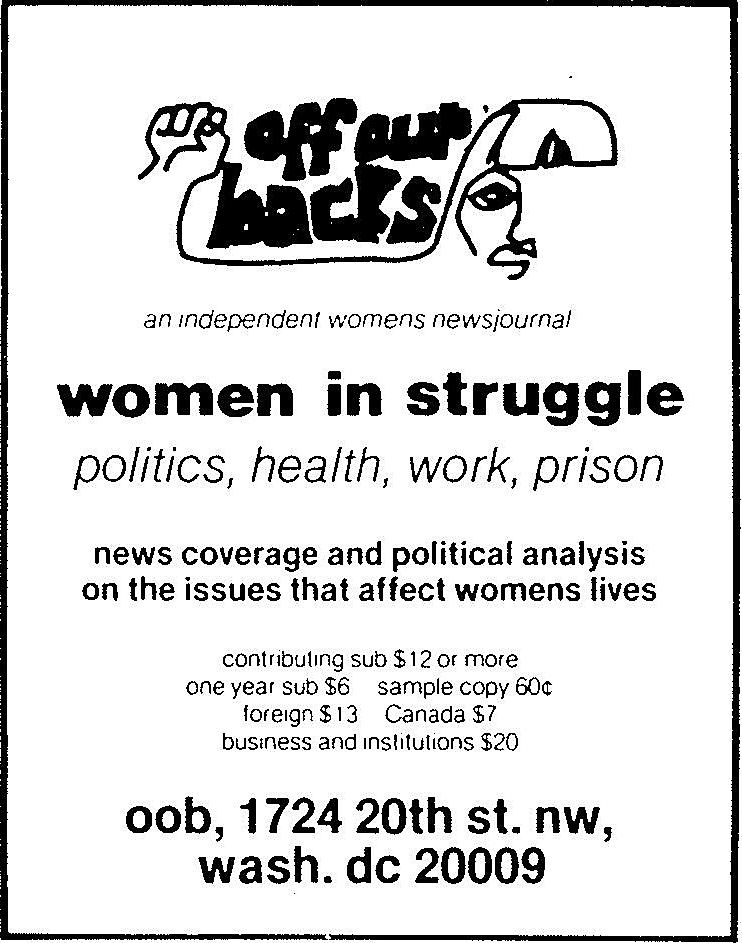 off our
backs
an independent womens newsjournal
women in struggle
politics, health, work, prison
news coverage and political analysis
on the issues that affect womens lives
contributing sub $12 or more
one year sub $6 sample copy 60¢
foreign $13 Canada $7
business and institutions $20
oob, 1724 20th st. nw,
wash. dc 20009